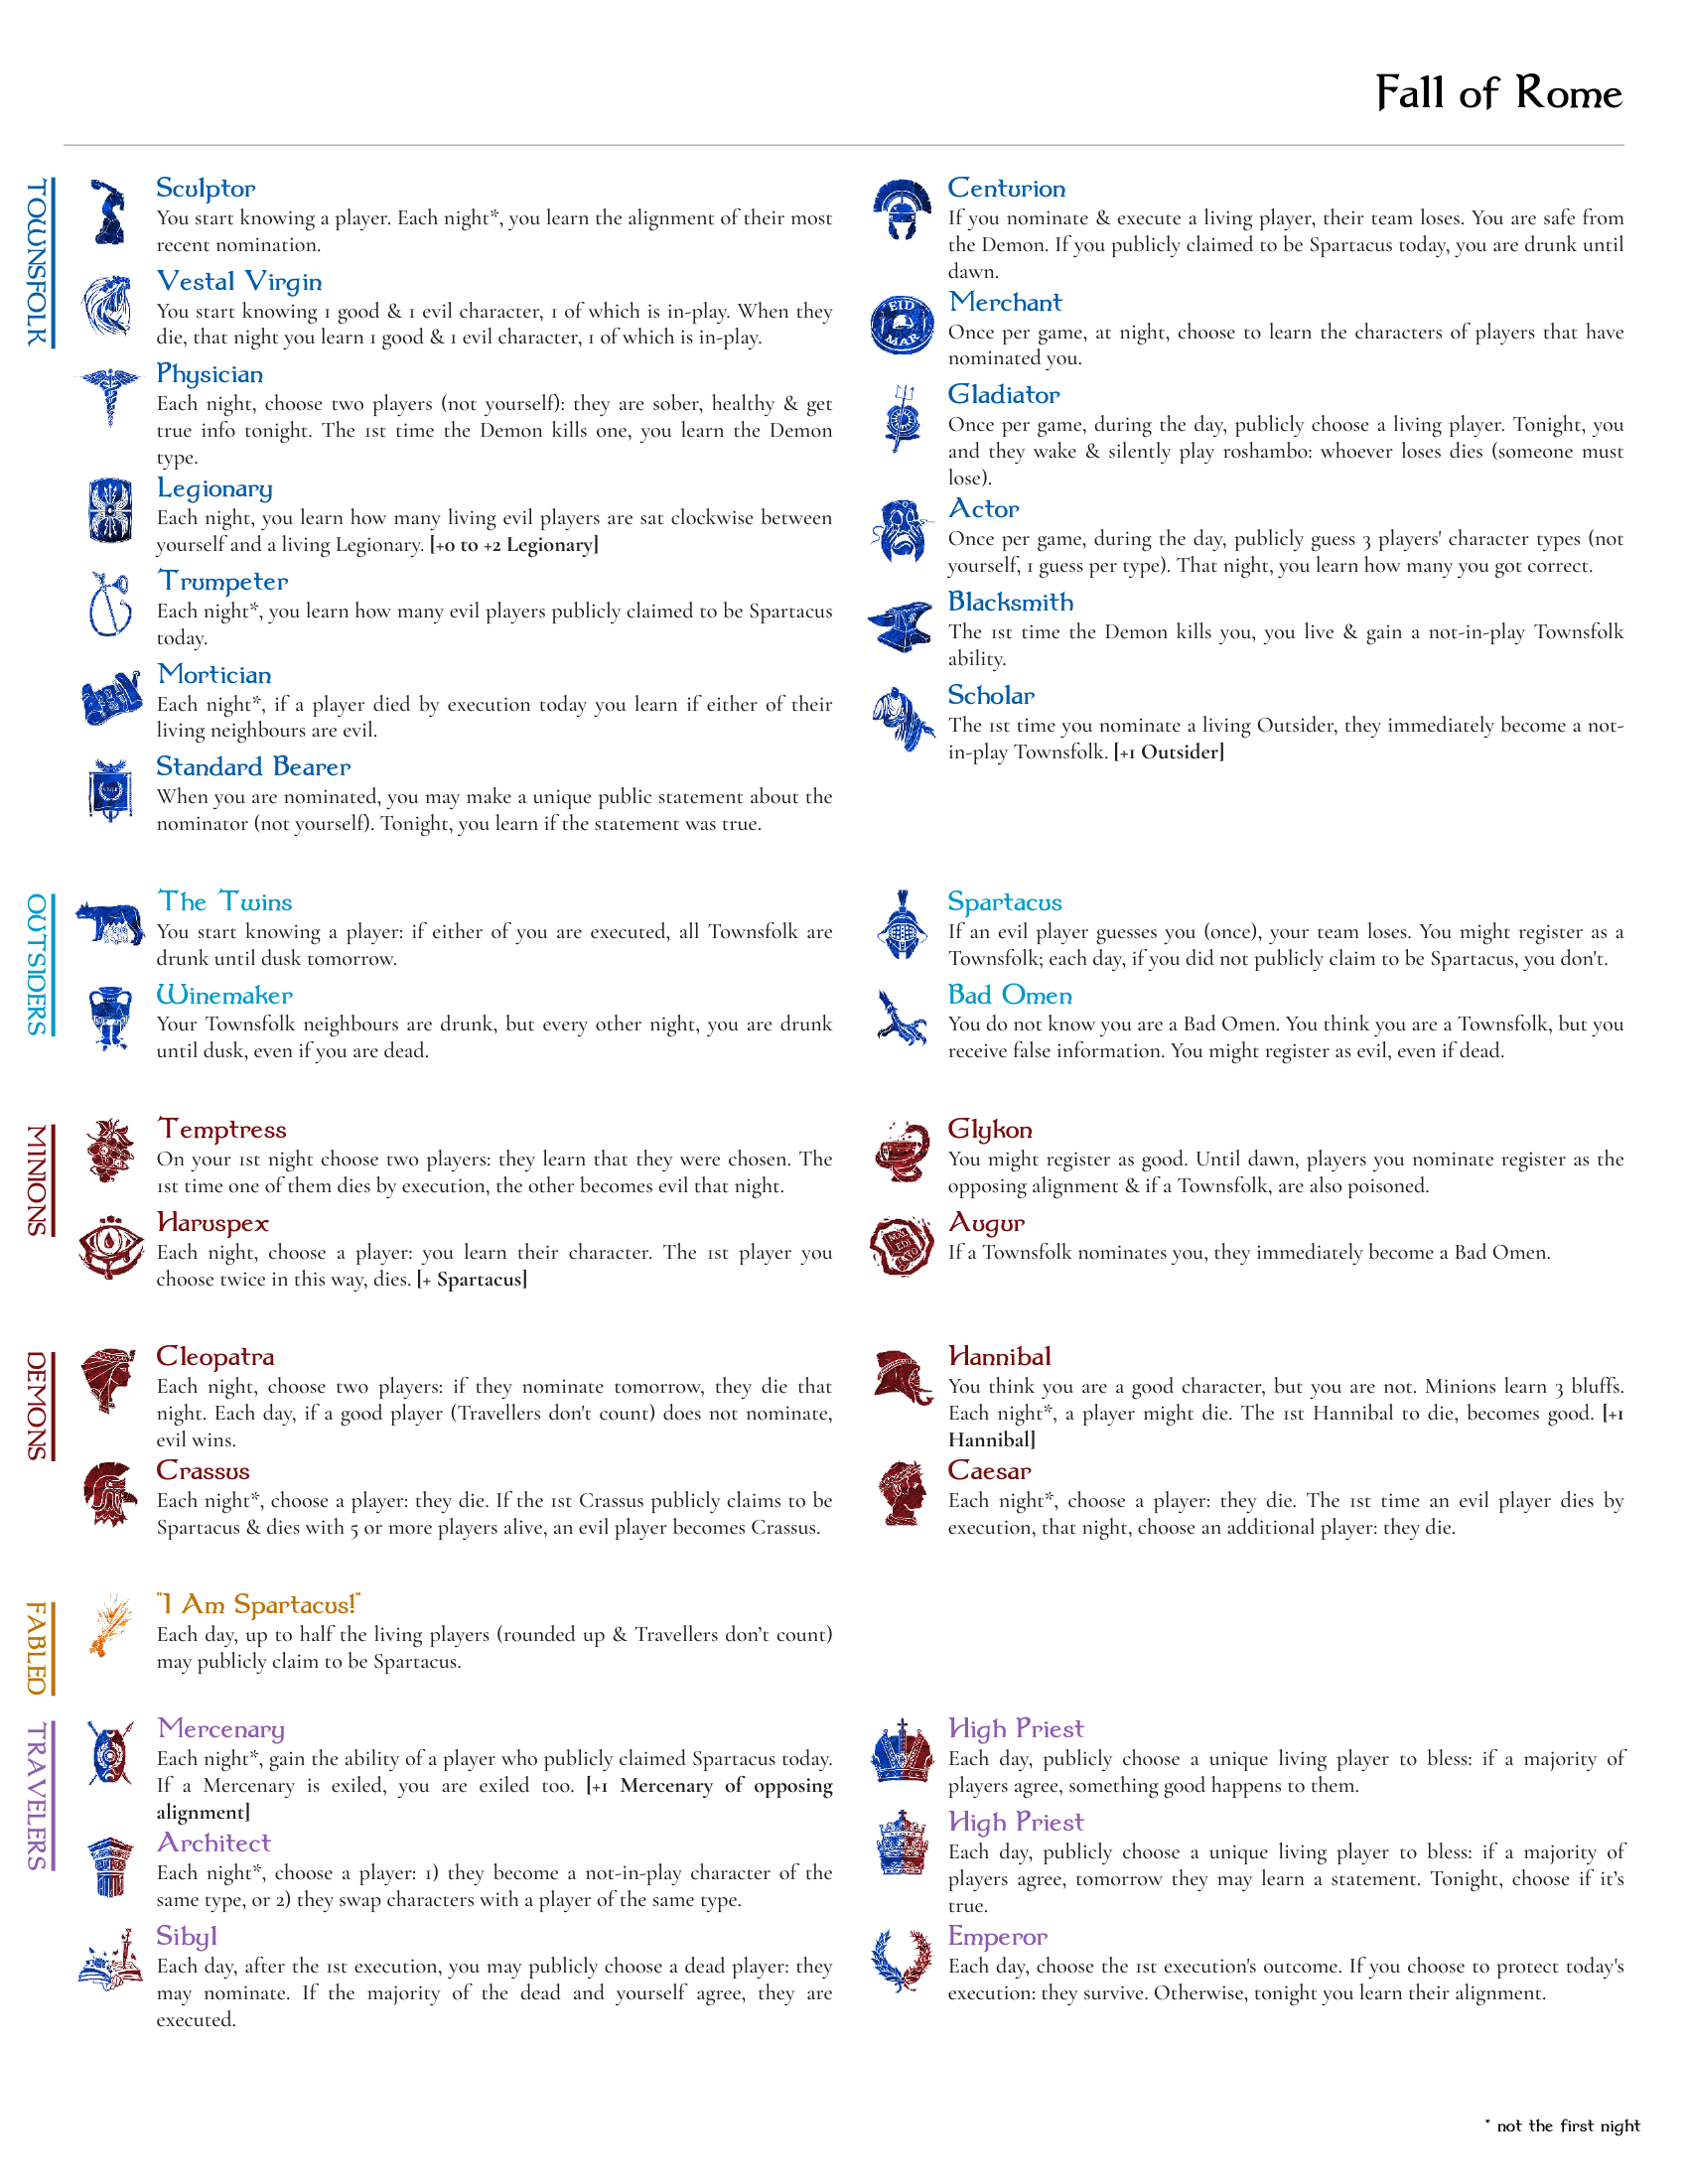 Fall of Rome
TOWNSFOLK
Sculptor
You start knowing a player. Each night*, you learn the alignment of their most
recent nomination.
Vestal Virgin
You start knowing 1 good & 1 evil character, 1 of which is in-play. When they
die, that night you learn 1 good & 1 evil character, 1 of which is in-play.
Physician
Each night, choose two players (not yourself): they are sober, healthy & get
true info tonight. The 1st time the Demon kills one, you learn the Demon
type.
Legionary
Each night, you learn how many living evil players are sat clockwise between
yourself and a living Legionary. [+0 to +2 Legionary]
Trumpeter
Each night*, you learn how many evil players publicly claimed to be Spartacus
today.
Mortician
Each night*, if a player died by execution today you learn if either of their
living neighbours are evil.
Standard Bearer
When you are nominated, you may make a unique public statement about the
nominator (not yourself). Tonight, you learn if the statement was true.
Centurion
If you nominate & execute a living player, their team loses. You are safe from
the Demon. If you publicly claimed to be Spartacus today, you are drunk until
dawn.
EID
MAR
Merchant
Once per game, at night, choose to learn the characters of players that have
nominated you.
Gladiator
Once per game, during the day, publicly choose a living player. Tonight, you
and they wake & silently play roshambo: whoever loses dies (someone must
lose).
Actor
Once per game, during the day, publicly guess 3 players' character types (not
yourself, 1 guess per type). That night, you learn how many you got correct.
Blacksmith
The 1st time the Demon kills you, you live & gain a not-in-play Townsfolk
ability.
Scholar
The 1st time you nominate a living Outsider, they immediately become a not-
in-play Townsfolk. [+1 Outsider]
OUTSIDERS
The Twins
You start knowing a player: if either of you are executed, all Townsfolk are
drunk until dusk tomorrow.
Winemaker
Your Townsfolk neighbours are drunk, but every other night, you are drunk
until dusk, even if you are dead.
Spartacus
If an evil player guesses you (once), your team loses. You might register as a
Townsfolk; each day, if you did not publicly claim to be Spartacus, you don't.
Bad Omen
You do not know you are a Bad Omen. You think you are a Townsfolk, but you
receive false information. You might register as evil, even if dead.
MINIONS
Temptress
On your 1st night choose two players: they learn that they were chosen. The
1st time one of them dies by execution, the other becomes evil that night.
Haruspex
Each night, choose a player: you learn their character. The 1st player you
choose twice in this way, dies. [+ Spartacus]
Glykon
You might register as good. Until dawn, players you nominate register as the
opposing alignment & if a Townsfolk, are also poisoned.
Augur
If a Townsfolk nominates you, they immediately become a Bad Omen.
DEMONS
Cleopatra
Each night, choose two players: if they nominate tomorrow, they die that
night. Each day, if a good player (Travellers don't count) does not nominate,
evil wins.
Crassus
Each night*, choose a player: they die. If the 1st Crassus publicly claims to be
Spartacus & dies with 5 or more players alive, an evil player becomes Crassus.
Hannibal
You think you are a good character, but you are not. Minions learn 3 bluffs.
Each night*, a player might die. The 1st Hannibal to die, becomes good. [+1
Hannibal]
Caesar
Each night*, choose a player: they die. The 1st time an evil player dies by
execution, that night, choose an additional player: they die.
FABLED
"I Am Spartacus!"
Each day, up to half the living players (rounded up & Travellers don’t count)
may publicly claim to be Spartacus.
TRAVELERS
Mercenary
Each night*, gain the ability of a player who publicly claimed Spartacus today.
If a Mercenary is exiled, you are exiled too. [+1 Mercenary of opposing
alignment]
Architect
Each night*, choose a player: 1) they become a not-in-play character of the
same type, or 2) they swap characters with a player of the same type.
Sibyl
Each day, after the 1st execution, you may publicly choose a dead player: they
may nominate. If the majority of the dead and yourself agree, they are
executed.
High Priest
Each day, publicly choose a unique living player to bless: if a majority of
players agree, something good happens to them.
High Priest
Each day, publicly choose a unique living player to bless: if a majority of
players agree, tomorrow they may learn a statement. Tonight, choose if it’s
true.
Emperor
Each day, choose the 1st execution's outcome. If you choose to protect today's
execution: they survive. Otherwise, tonight you learn their alignment.
* not the first night